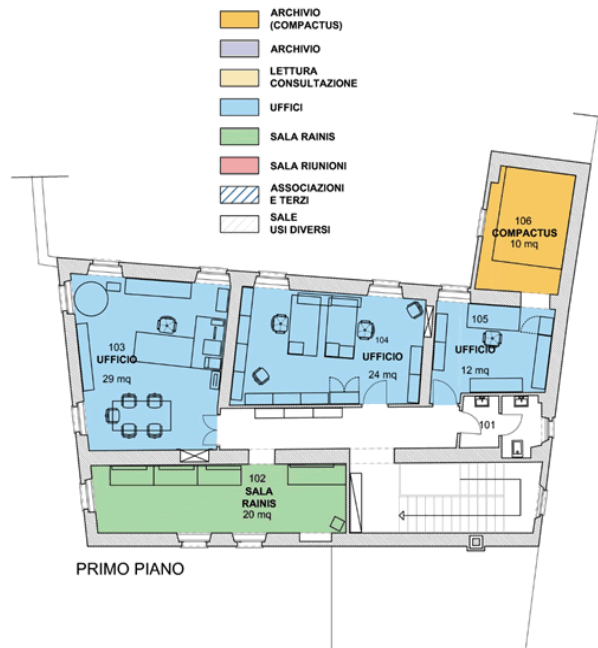 ARCHIVIO
(COMPACTUS)
ARCHIVIO
LETTURA
CONSULTAZIONE
UFFICI
SALA RAINIS
SALA RIUNIONI
ASSOCIAZIONI
E TERZI
SALE
USI DIVERSI
106
COMPACTUS
10 mq
105
UFFICIO
12 mq
104
UFFICIO
24 mq
103
UFFICIO
29 mq
101
102
SALA
RAINIS
20 mq
PRIMO PIANO